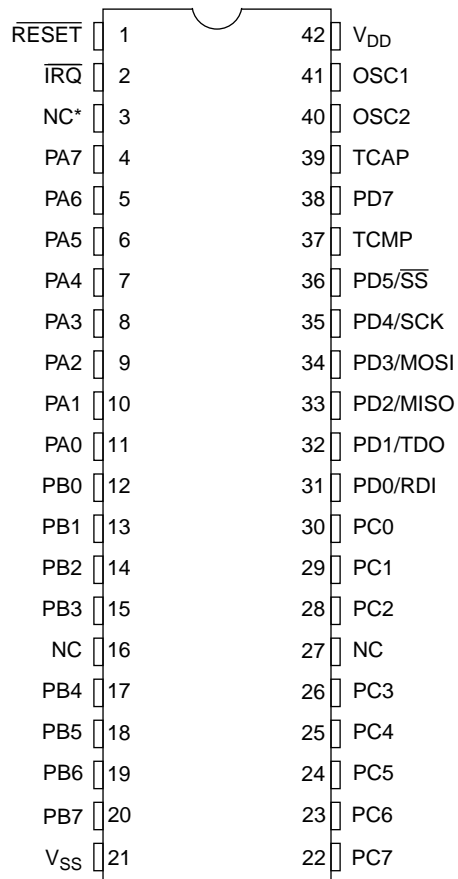 RESET 1 42 VDD
IRQ 2 41 OSC1
NC* 3 40 OSC2
PA7 4 39 TCAP
PA6 5 38 PD7
PA5 6 37 TCMP
PA4 7 36 PD5/SS
PA3 8 35 PD4/SCK
PA2 9 34 PD3/MOSI
PA1 10 33 PD2/MISO
PA0 11 32 PD1/TDO
PB0 12 31 PD0/RDI
PB1 13 30 PC0
PB2 14 29 PC1
PB3 15 28 PC2
NC 16 27 NC
PB4 17 26 PC3
PB5 18 25 PC4
PB6 19 24 PC5
PB7 20 23 PC6
VSS 21 22 PC7